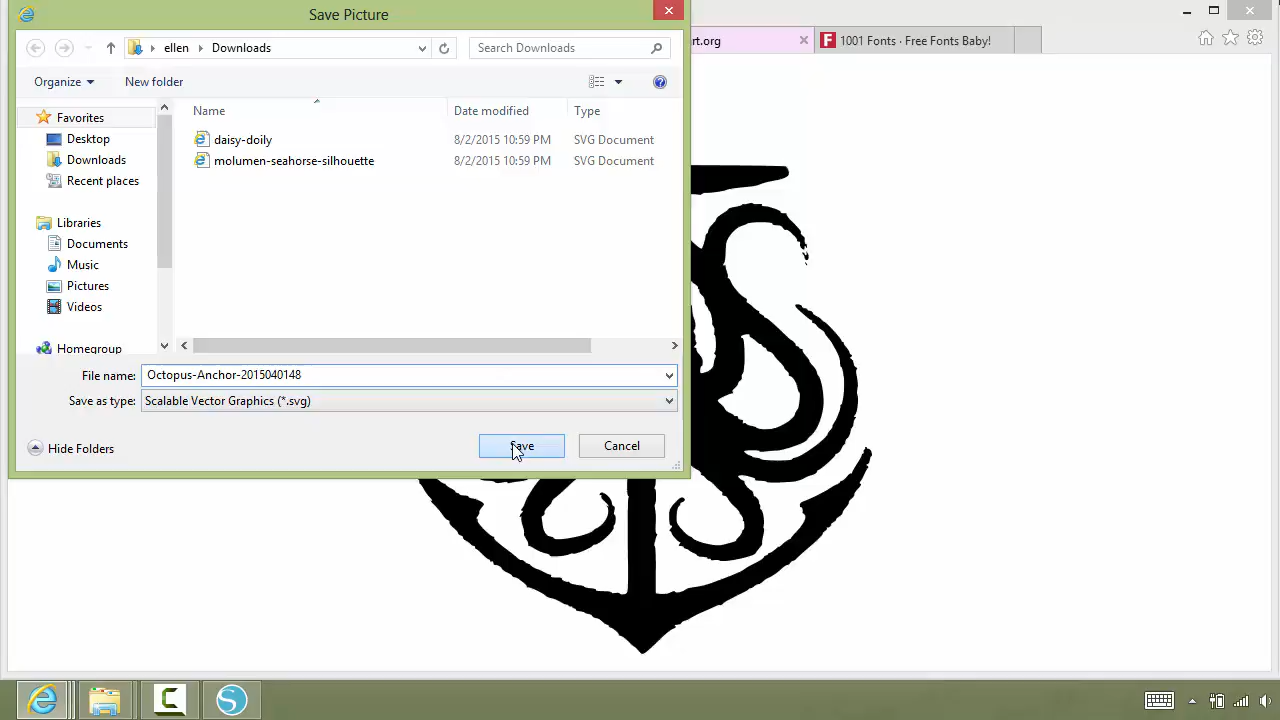 Save Picture
ellen
Downloads
Search Downloads
rt.org
1001 Fonts · Free Fonts Baby!
Organize
New folder
Name
Date modified
Type
Favorites
Desktop
Downloads
Recent places
Libraries
Documents
Music
Pictures
Videos
Homegroup
daisy-doily 8/2/2015 10:59 PM SVG Document
molumen-seahorse-silhouette 8/2/2015 10:59 PM SVG Document
File name: Octopus-Anchor-2015040148
Save as type: Scalable Vector Graphics (*.svg)
Hide Folders
Save
Cancel